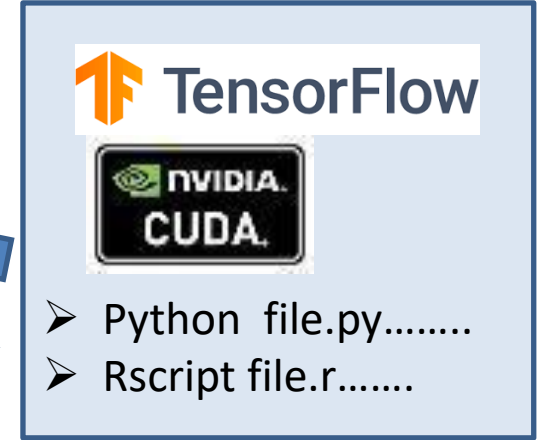 TensorFlow
NVIDIA.
CUDA.
➢ Python file.py........
➢ Rscript file.r.......